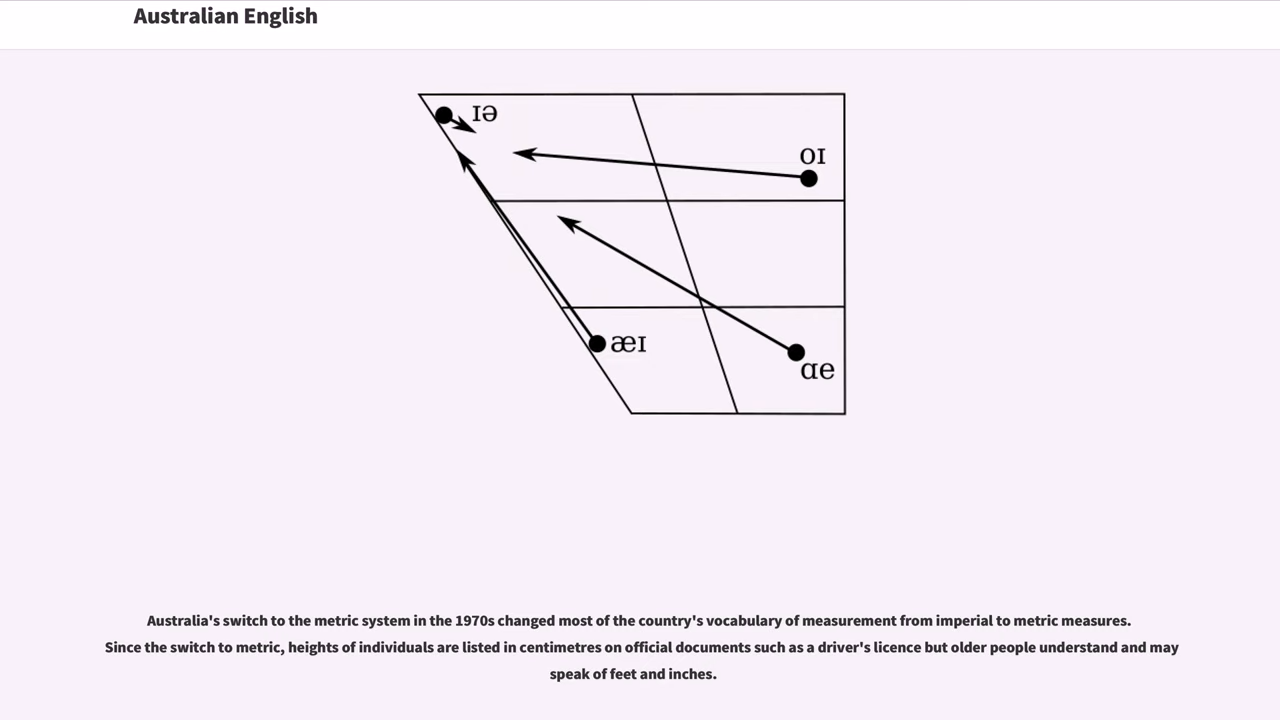 Australian English
ɪə
oɪ
æɪ
ɑe
Australia's switch to the metric system in the 1970s changed most of the country's vocabulary of measurement from imperial to metric measures.
Since the switch to metric, heights of individuals are listed in centimetres on official documents such as a driver's licence but older people understand and may
speak of feet and inches.